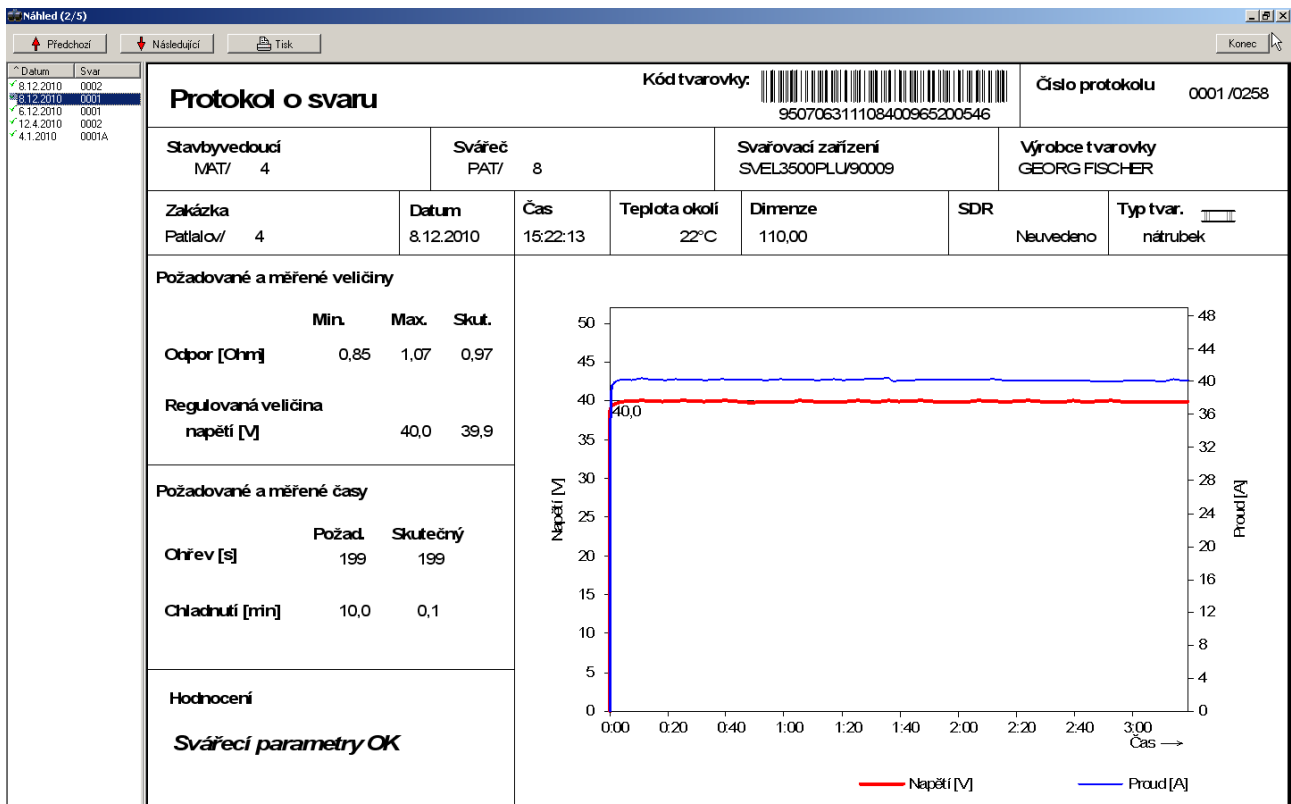 Náhled (2/5)
Předchozí Následující Tisk Konec
Datum Svar
8.12.2010 0002
8.12.2010 0001
6.12.2010 0001
12.4.2010 0002
4.1.2010 0001A
Protokol o svaru
Kód tvarovky:
950706311108400965200546
Číslo protokolu
0001/0258
Stavbyvedoucí Svářeč Svařovací zařízení Výrobce tvarovky
MAT/ 4 PAT/ 8 SVEL3500PLU/90009 GEORG FISCHER
Zakázka Datum Čas Teplota okolí Dimenze SDR Typ tvar.
Patlalov/ 4 8.12.2010 15:22:13 22°C 110,00 Neuvedeno nátrubek
Požadované a měřené veličiny
Min. Max. Skut.
Odpor [Ohm] 0,85 1,07 0,97
Regulovaná veličina
napětí [V] 40,0 39,9
Požadované a měřené časy
Požad. Skutečný
Ohřev [s] 199 199
Chladnutí [min] 10,0 0,1
Hodnocení
Svářecí parametry OK
Napětí [V]
50
45
40
35
30
25
20
15
10
5
0
40,0
48
44
40
36
32
28
24
20
16
12
8
4
0
Proud [A]
0:00 0:20 0:40 1:00 1:20 1:40 2:00 2:20 2:40 3:00
Čas
Napětí [V] Proud [A]